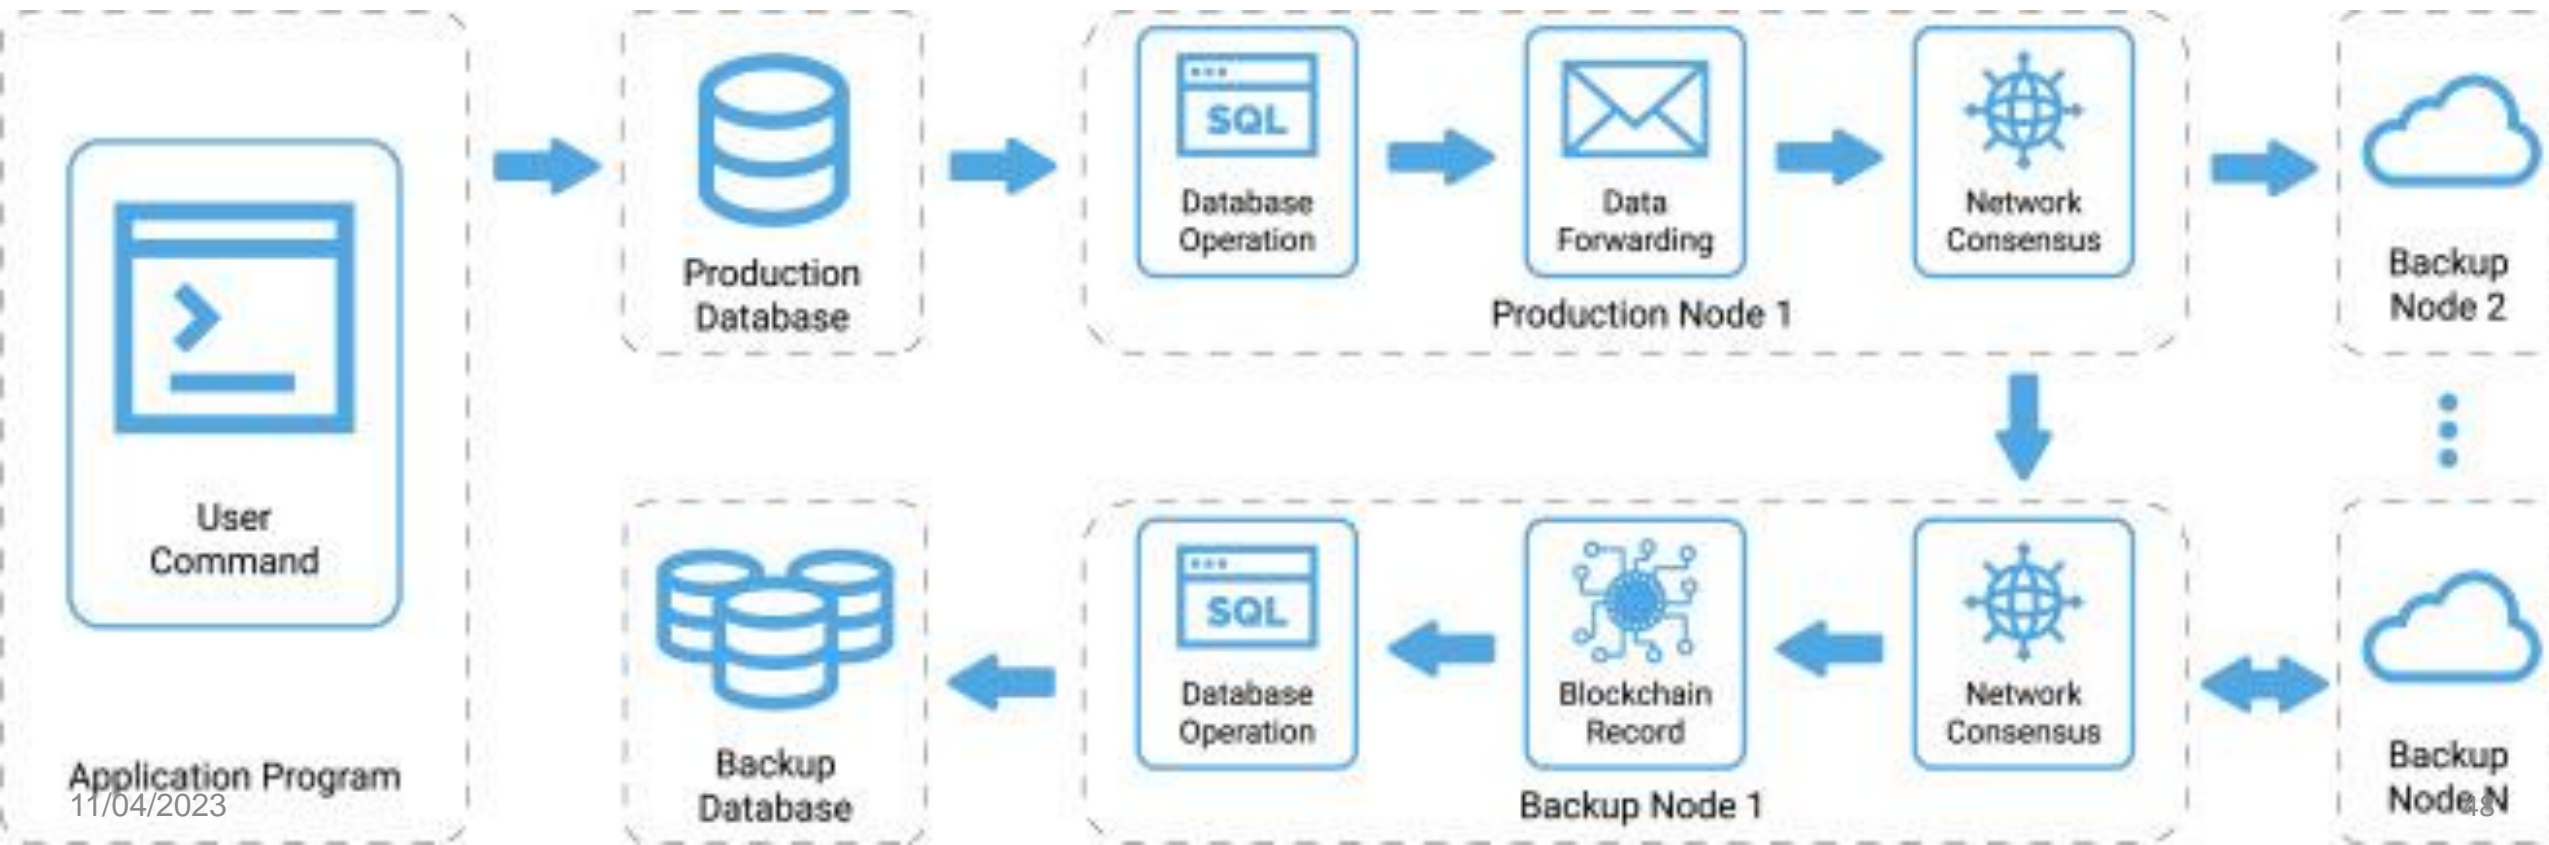 User
Command
Application Program
11/04/2023
Production
Database
SQL
Database
Operation
Data
Forwarding
Network
Consensus
Production Node 1
Backup
Node 2
Backup
Database
SQL
Database
Operation
Blockchain
Record
Network
Consensus
Backup Node 1
Backup
Node N
48